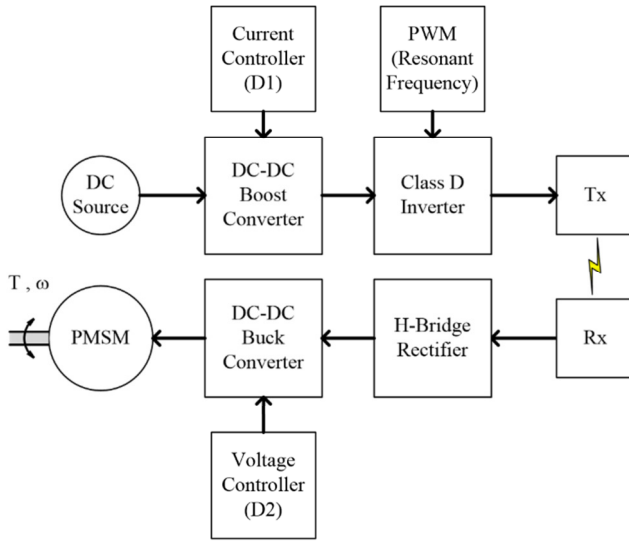 Current
Controller
(D1)
PWM
(Resonant
Frequency)
DC
Source
DC-DC
Boost
Converter
Class D
Inverter
Tx
T , ω
PMSM
DC-DC
Buck
Converter
H-Bridge
Rectifier
Rx
Voltage
Controller
(D2)